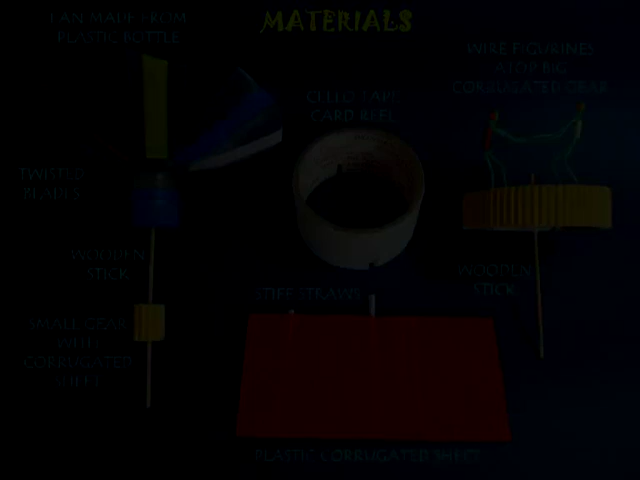 MATERIALS
FAN MADE FROM
PLASTIC BOTTLE
WIRE FIGURINES
ATOP BIG
CORRUGATED GEAR
CELLO TAPE
CARD REEL
TWISTED
BLADES
WOODEN
STICK
WOODEN
STICK
STIFF STRAWS
SMALL GEAR
WITH
CORRUGATED
SHEET
PLASTIC CORRUGATED SHEET